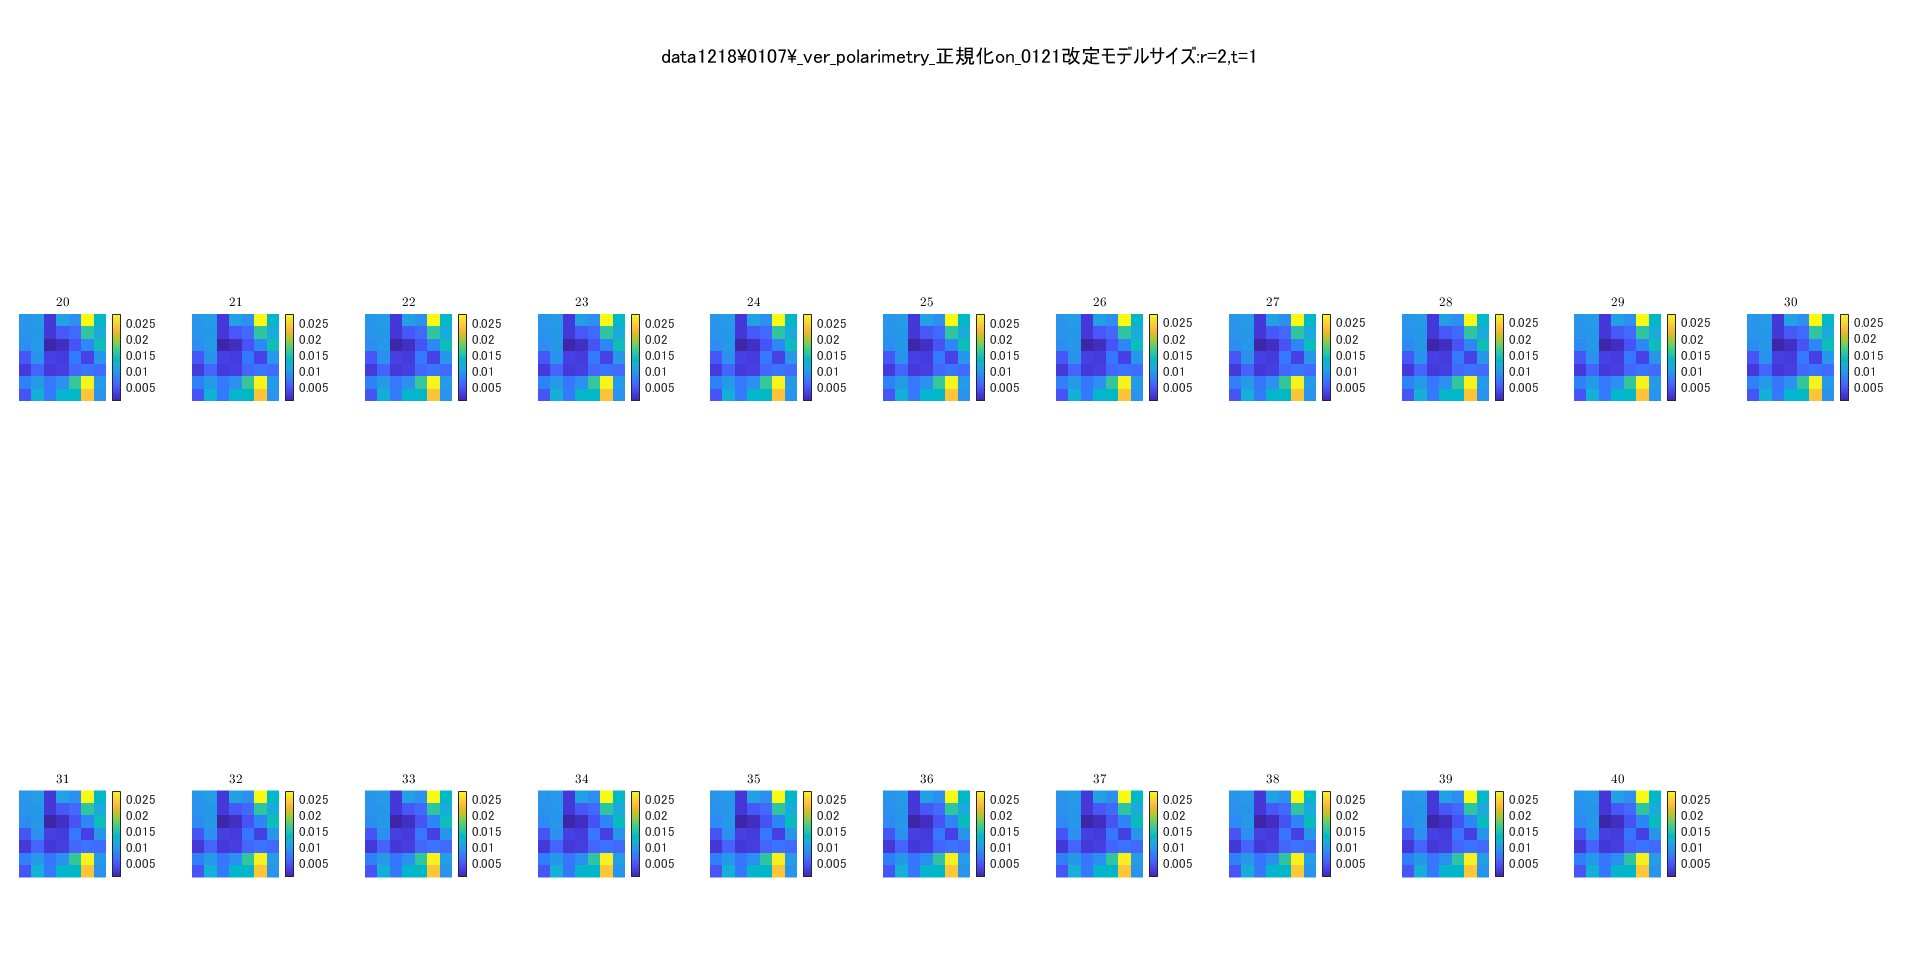 data1218¥0107¥_ver_polarimetry_正規化on_0121改定モデルサイズ:r=2,t=1
20 21 22 23 24 25 26 27 28 29 30
0.025 0.025 0.025 0.025 0.025 0.025 0.025 0.025 0.025 0.025 0.025
0.02 0.02 0.02 0.02 0.02 0.02 0.02 0.02 0.02 0.02 0.02
0.015 0.015 0.015 0.015 0.015 0.015 0.015 0.015 0.015 0.015 0.015
0.01 0.01 0.01 0.01 0.01 0.01 0.01 0.01 0.01 0.01 0.01
0.005 0.005 0.005 0.005 0.005 0.005 0.005 0.005 0.005 0.005 0.005
31 32 33 34 35 36 37 38 39 40
0.025 0.025 0.025 0.025 0.025 0.025 0.025 0.025 0.025 0.025
0.02 0.02 0.02 0.02 0.02 0.02 0.02 0.02 0.02 0.02
0.015 0.015 0.015 0.015 0.015 0.015 0.015 0.015 0.015 0.015
0.01 0.01 0.01 0.01 0.01 0.01 0.01 0.01 0.01 0.01
0.005 0.005 0.005 0.005 0.005 0.005 0.005 0.005 0.005 0.005